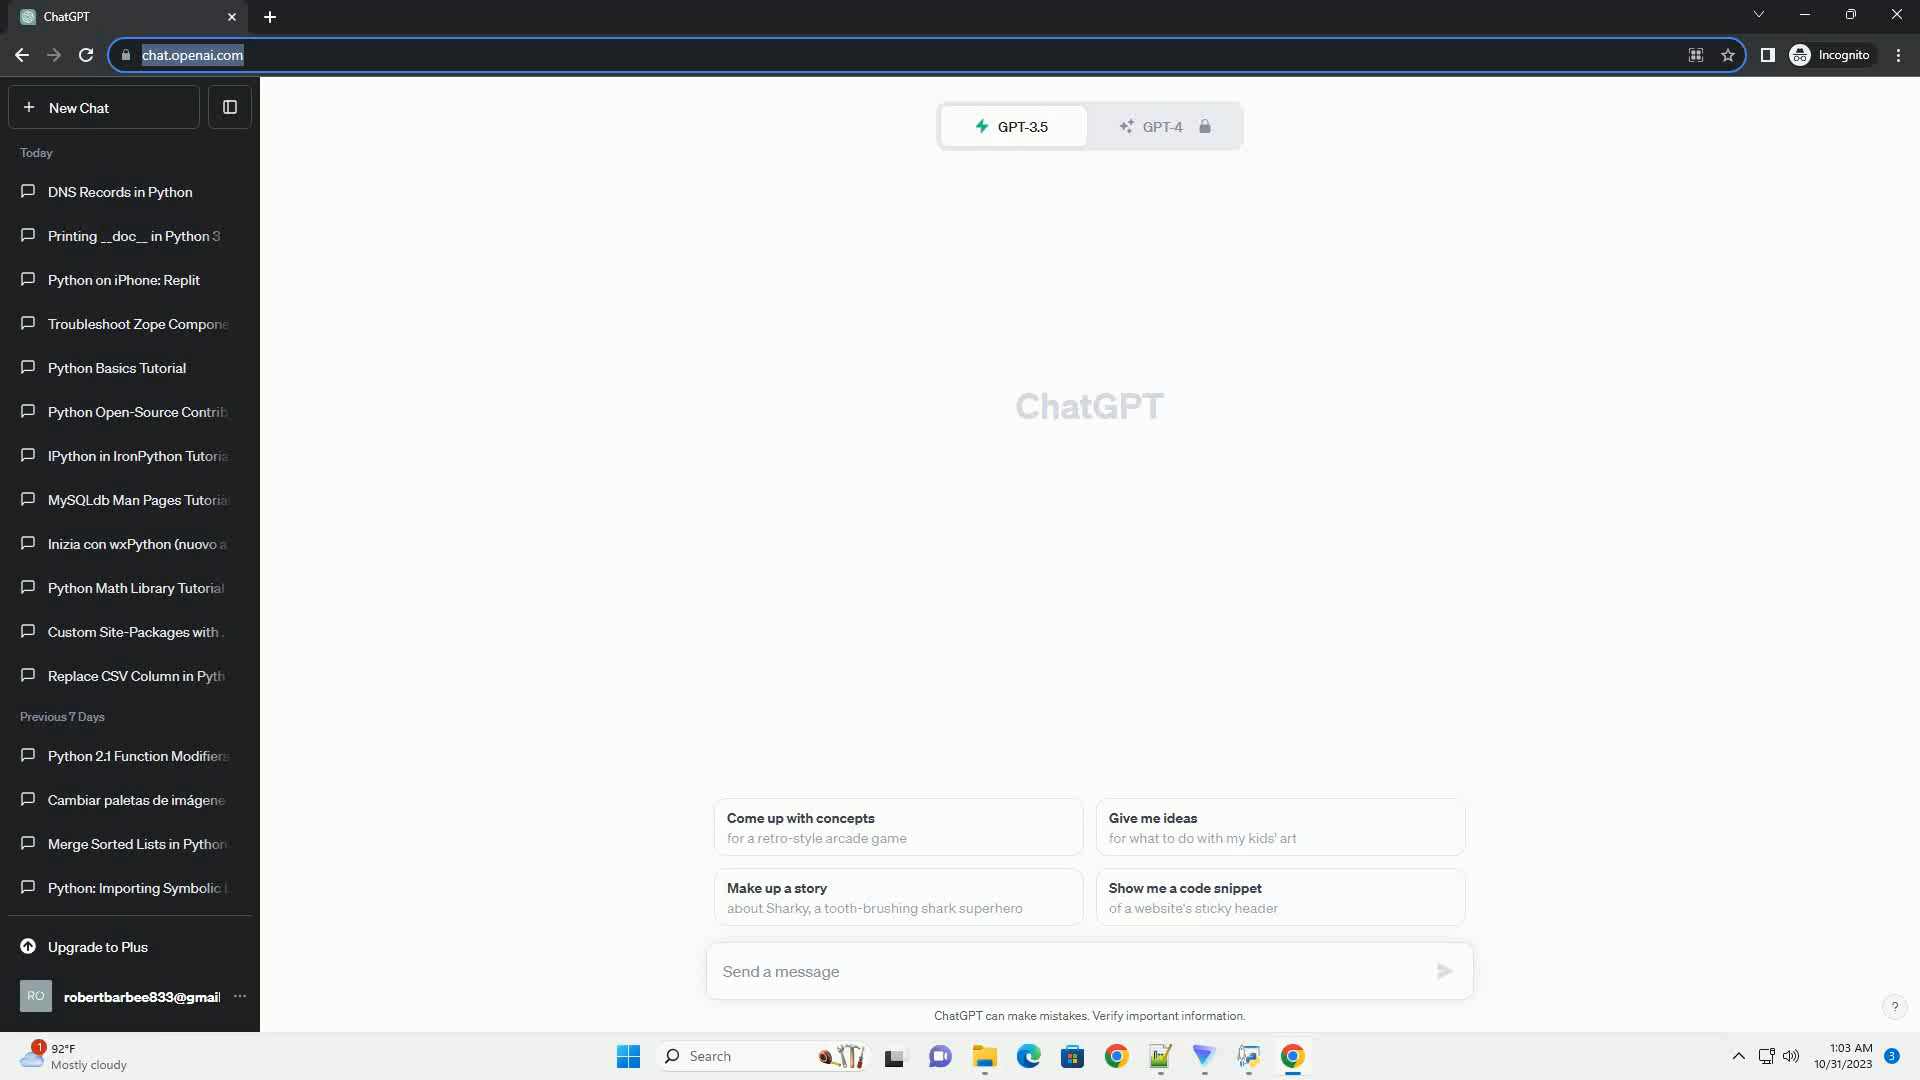 ChatGPT
chat.openai.com
Incognito
New Chat
GPT-3.5
GPT-4
Today
DNS Records in Python
Printing __doc__ in Python 3
Python on iPhone: Replit
Troubleshoot Zope Compone
Python Basics Tutorial
Python Open-Source Contrib
IPython in IronPython Tutoria
MySQLdb Man Pages Tutorial
Inizia con wxPython (nuovo a
Python Math Library Tutorial
Custom Site-Packages with .
Replace CSV Column in Pyth
Previous 7 Days
Python 2.1 Function Modifiers
Cambiar paletas de imágene
Merge Sorted Lists in Python
Python: Importing Symbolic L
Upgrade to Plus
RO
robertbarbee833@gmail
ChatGPT
Come up with concepts
for a retro-style arcade game
Give me ideas
for what to do with my kids' art
Make up a story
about Sharky, a tooth-brushing shark superhero
Show me a code snippet
of a website's sticky header
Send a message
ChatGPT can make mistakes. Verify important information.
?
1
92°F
Mostly cloudy
Search
1:03 AM
10/31/2023
3